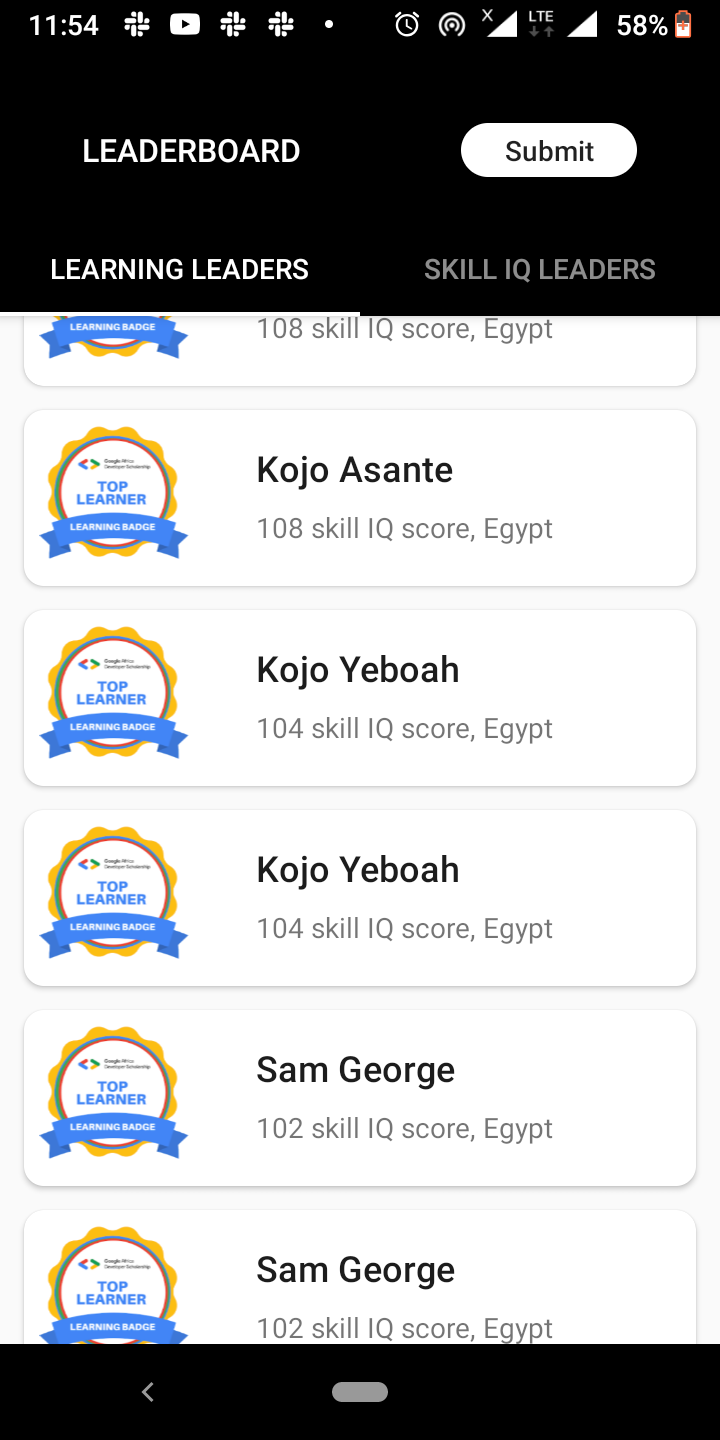 11:54
X
LTE
58%
LEADERBOARD
Submit
LEARNING LEADERS
SKILL IQ LEADERS
LEARNING BADGE
108 skill IQ score, Egypt
Google Africa
Developer Scholarship
TOP
LEARNER
LEARNING BADGE
Kojo Asante
108 skill IQ score, Egypt
Google Africa
Developer Scholarship
TOP
LEARNER
LEARNING BADGE
Kojo Yeboah
104 skill IQ score, Egypt
Google Africa
Developer Scholarship
TOP
LEARNER
LEARNING BADGE
Kojo Yeboah
104 skill IQ score, Egypt
Google Africa
Developer Scholarship
TOP
LEARNER
LEARNING BADGE
Sam George
102 skill IQ score, Egypt
Google Africa
Developer Scholarship
TOP
LEARNER
LEARNING BADGE
Sam George
102 skill IQ score, Egypt